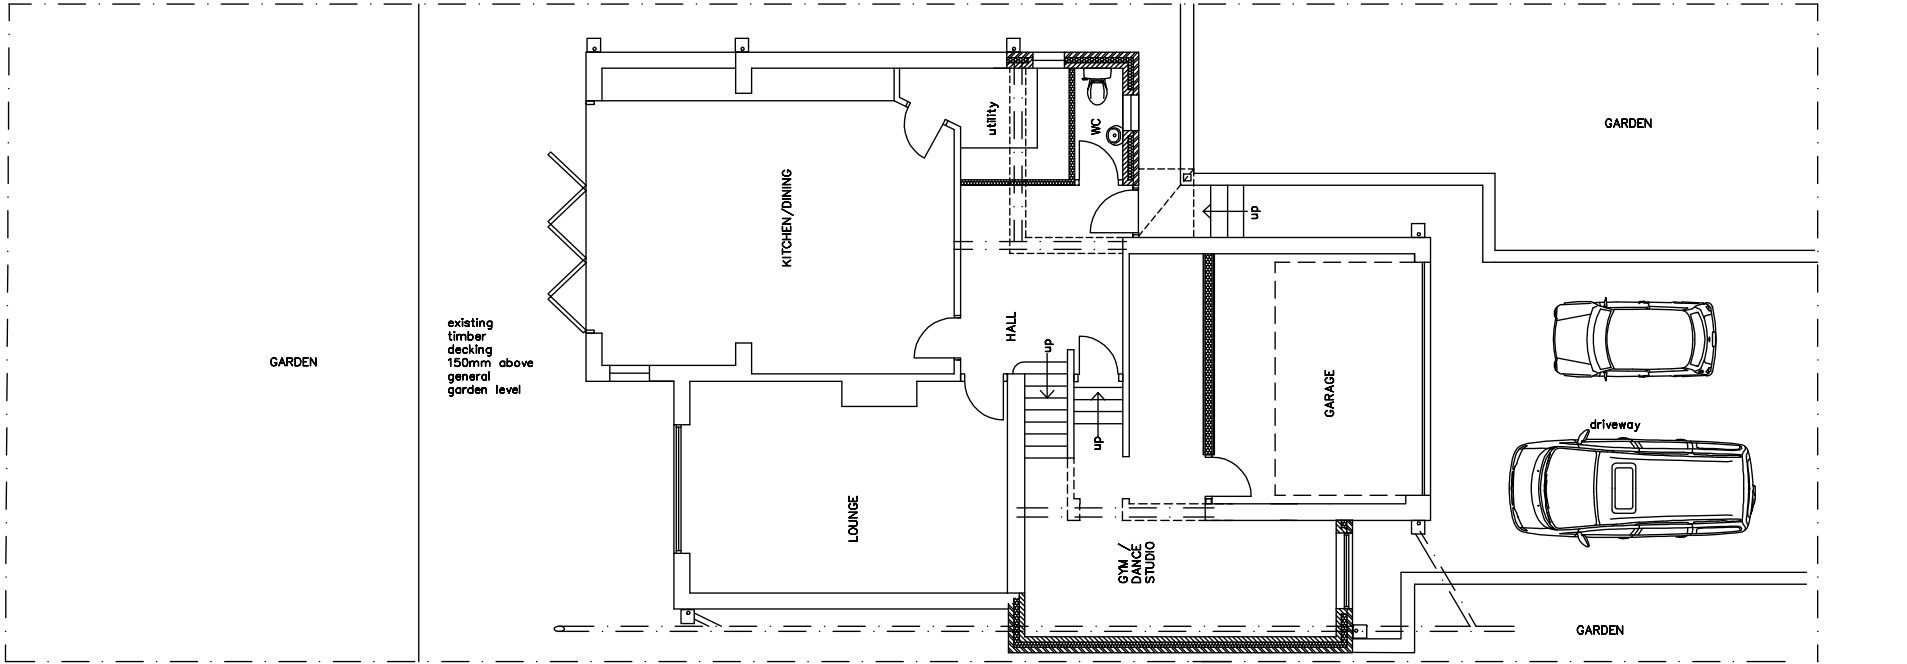 GARDEN
existing
timber
decking
150mm above
general
garden level
KITCHEN/DINING
utility
WC
up
GARDEN
HALL
up
up
LOUNGE
GYM/
DANCE
STUDIO
GARAGE
driveway
GARDEN